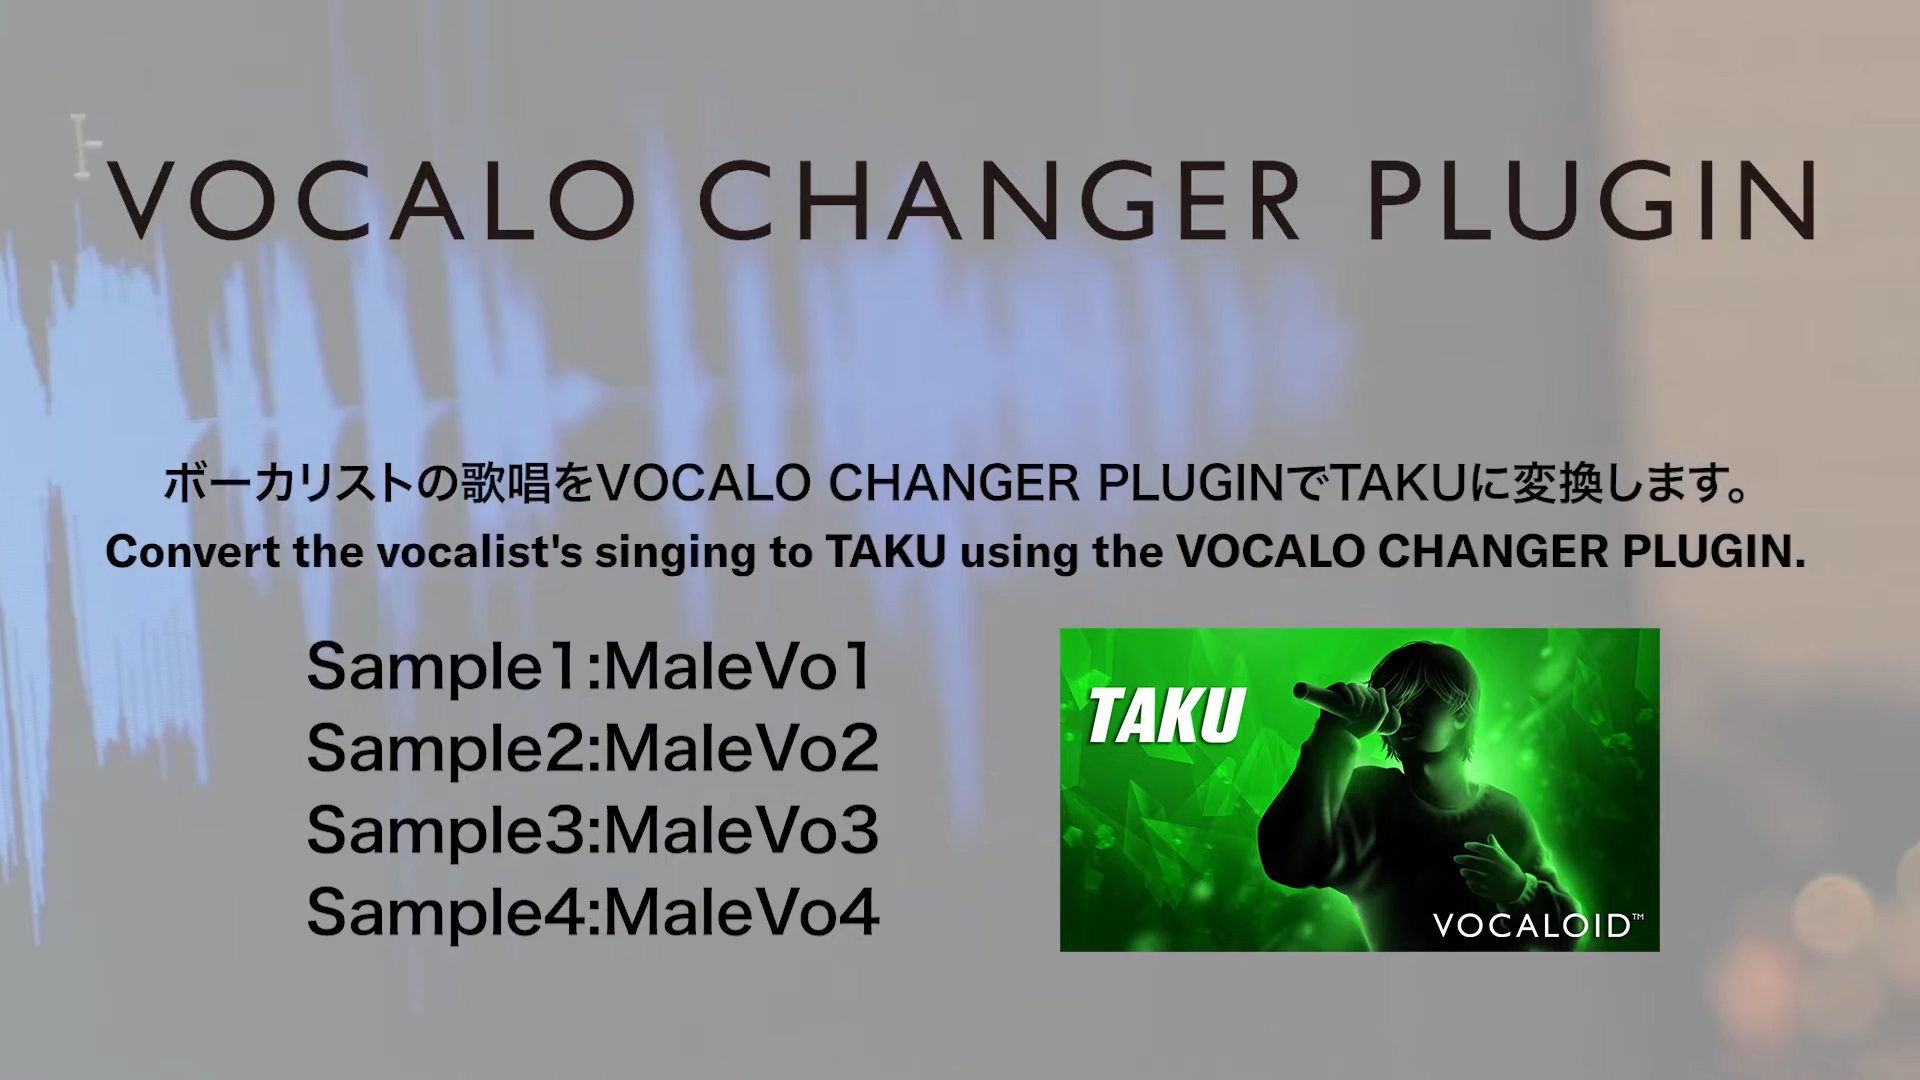 VOCALO CHANGER PLUGIN
ボーカリストの歌唱をVOCALO CHANGER PLUGINでTAKUに変換します。
Convert the vocalist's singing to TAKU using the VOCALO CHANGER PLUGIN.
Sample1:MaleVo1
Sample2:MaleVo2
Sample3:MaleVo3
Sample4:MaleVo4
TAKU
VOCALOID™